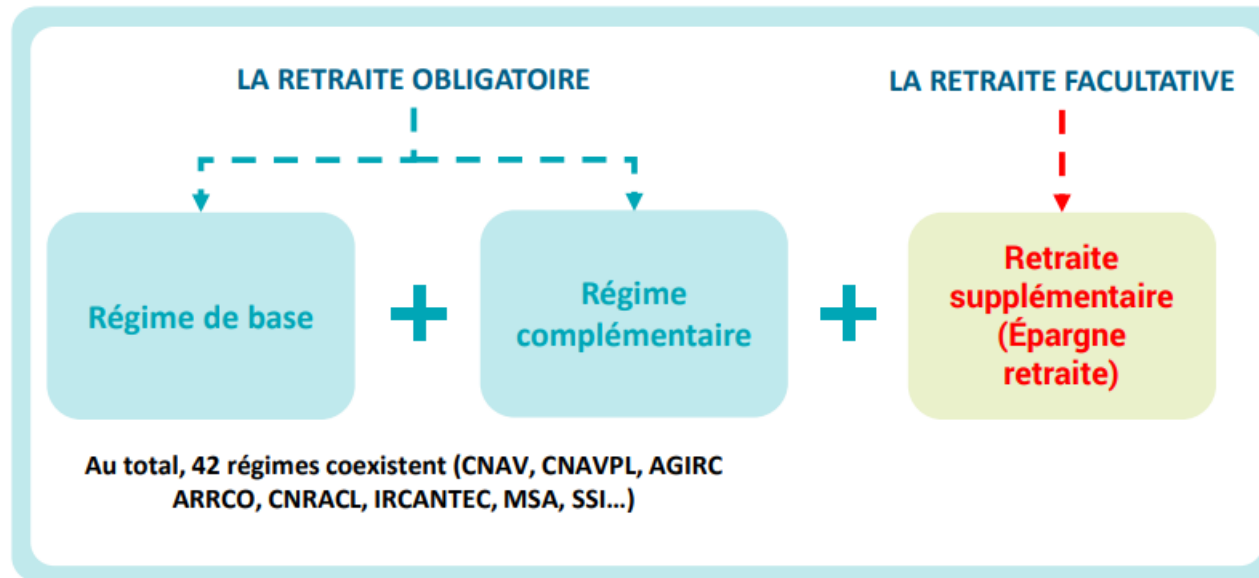 LA RETRAITE OBLIGATOIRE
LA RETRAITE FACULTATIVE
Régime de base
+
Régime
complémentaire
+
Retraite
supplémentaire
(Épargne
retraite)
Au total, 42 régimes coexistent (CNAV, CNAVPL, AGIRC
ARRCO, CNRACL, IRCANTEC, MSA, SSI…)